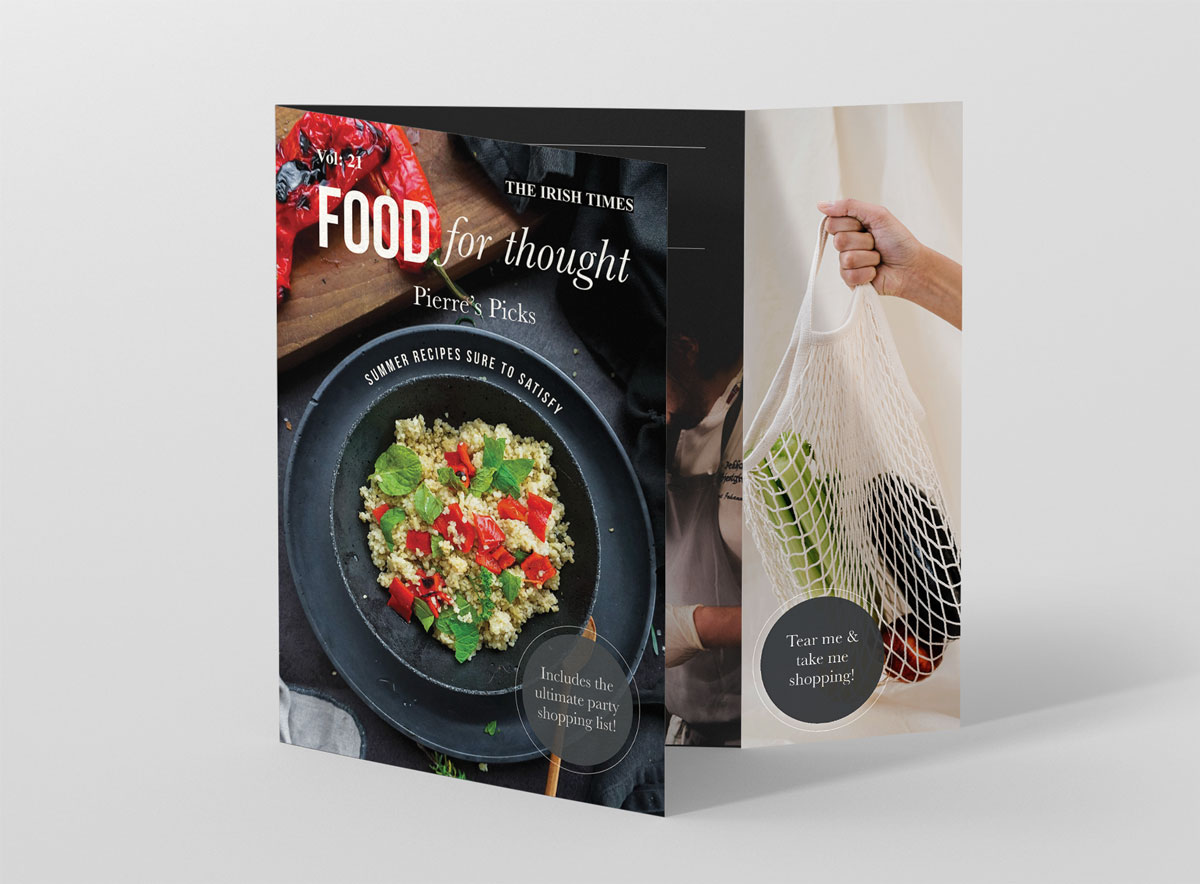 Vol: 21
THE IRISH TIMES
FOOD for thought
Pierre's Picks
SUMMER RECIPES SURE TO SATISFY
Includes the
ultimate party
shopping list!
Tear me &
take me
shopping!